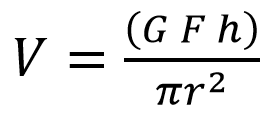 V = (G F h) / πr²